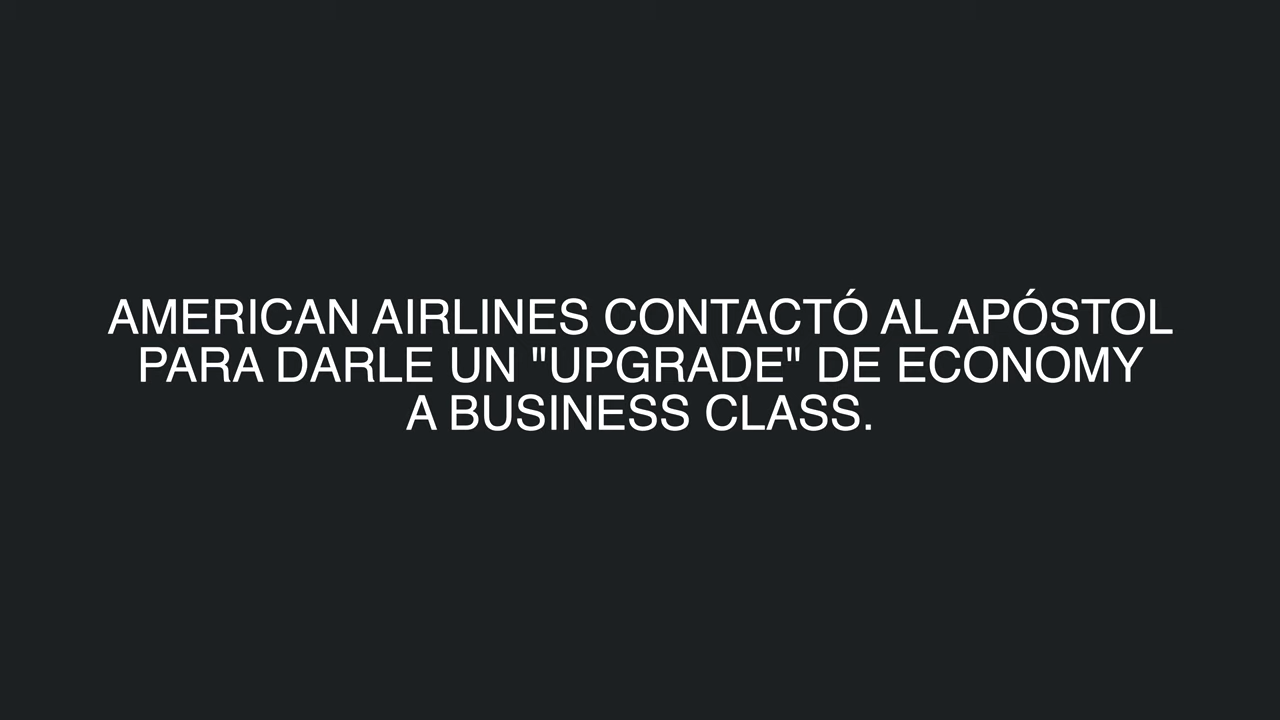 AMERICAN AIRLINES CONTACTÓ AL APÓSTOL
PARA DARLE UN "UPGRADE" DE ECONOMY
A BUSINESS CLASS.